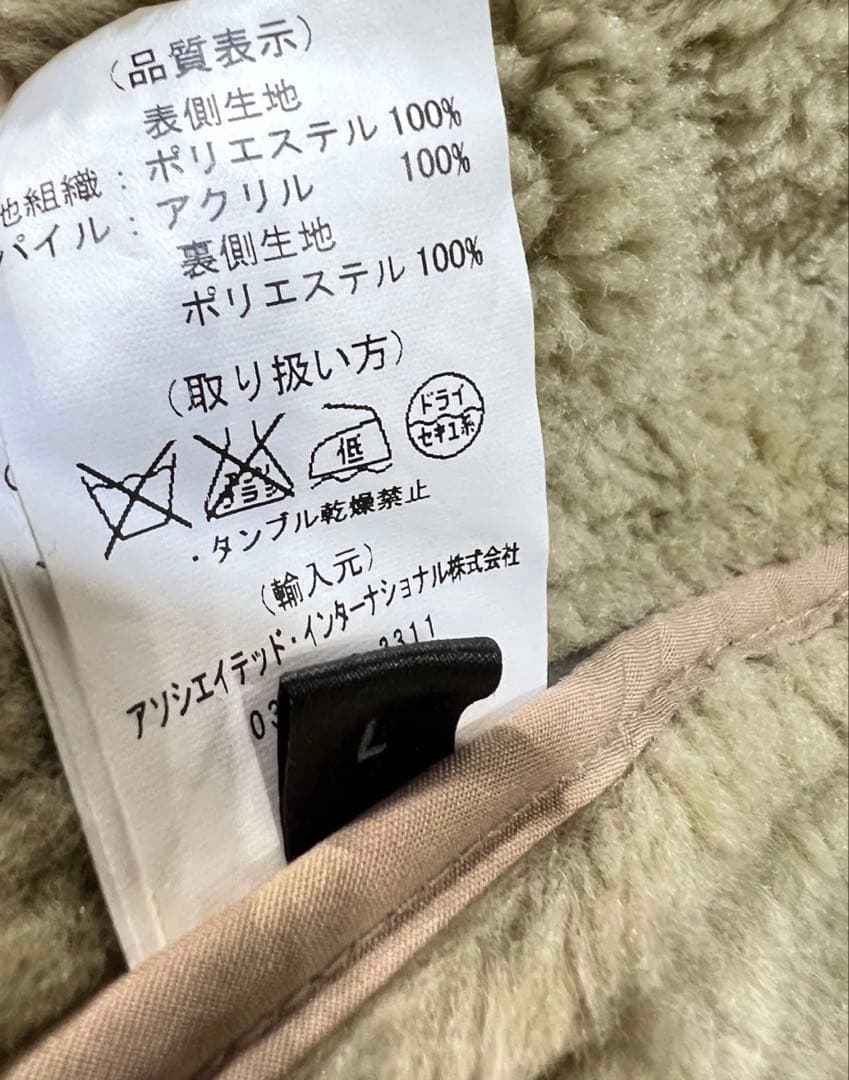 (品質表示)
表側生地
地組織 : ポリエステル 100%
パイル : アクリル 100%
裏側生地
ポリエステル 100%
(取り扱い方)
低
ドライ
セキユ系
・タンブル乾燥禁止
(輸入元)
アソシエイテッド・インターナショナル株式会社
03 3311
L